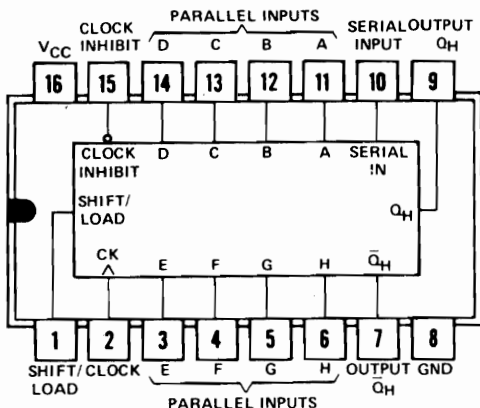 PARALLEL INPUTS
CLOCK SERIAL OUTPUT
VCC INHIBIT D C B A INPUT QH
16 15 14 13 12 11 10 9
CLOCK D C B A SERIAL
INHIBIT IN
SHIFT/
LOAD QH
CK E F G H Q̅H
1 2 3 4 5 6 7 8
SHIFT/ CLOCK E F G H OUTPUT GND
LOAD Q̅H
PARALLEL INPUTS